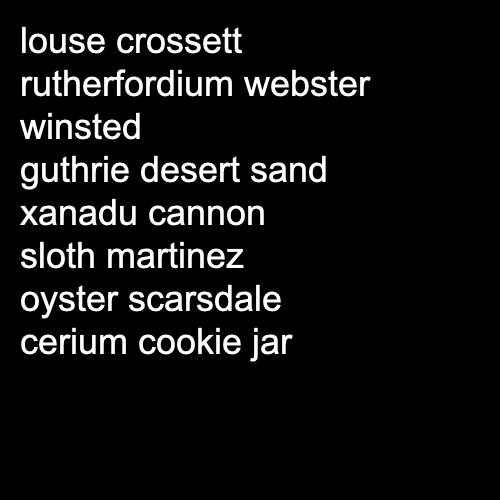 louse crossett
rutherfordium webster
winsted
guthrie desert sand
xanadu cannon
sloth martinez
oyster scarsdale
cerium cookie jar